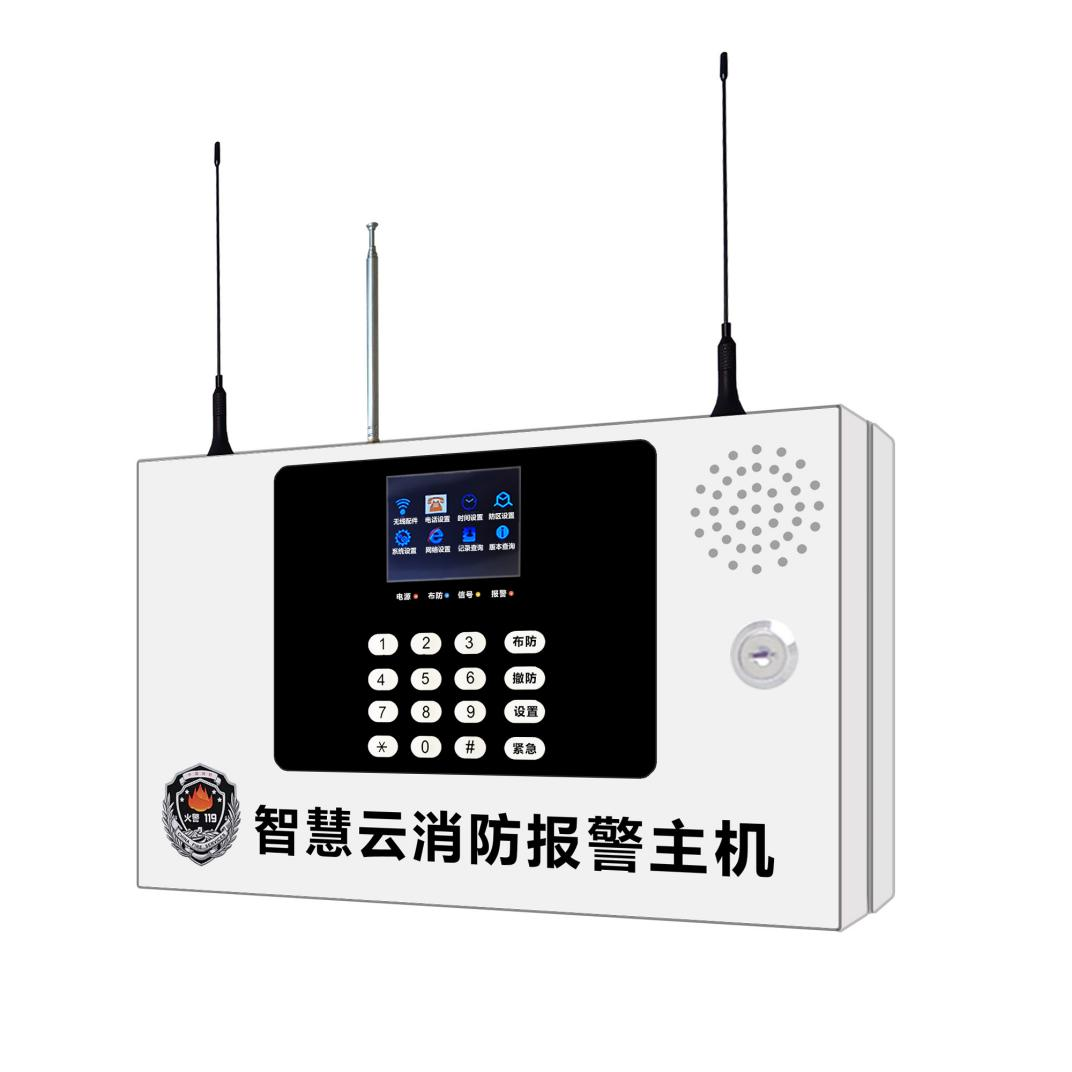 无线配件 电话设置 时间设置 防区设置
系统设置 网络设置 记录查询 版本查询
电源 布防 信号 报警
1 2 3 布防
4 5 6 撤防
7 8 9 设置
* 0 # 紧急
火警 119
CHINA FIRE SERVICES
智慧云消防报警主机